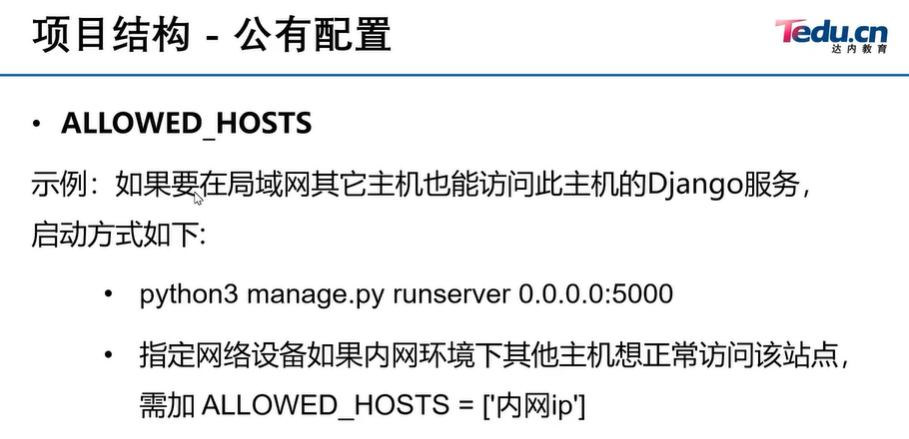 项目结构 - 公有配置
Tedu.cn
达内教育
• ALLOWED_HOSTS
示例：如果要在局域网其它主机也能访问此主机的Django服务，
启动方式如下:
• python3 manage.py runserver 0.0.0.0:5000
• 指定网络设备如果内网环境下其他主机想正常访问该站点，
需加 ALLOWED_HOSTS = ['内网ip']